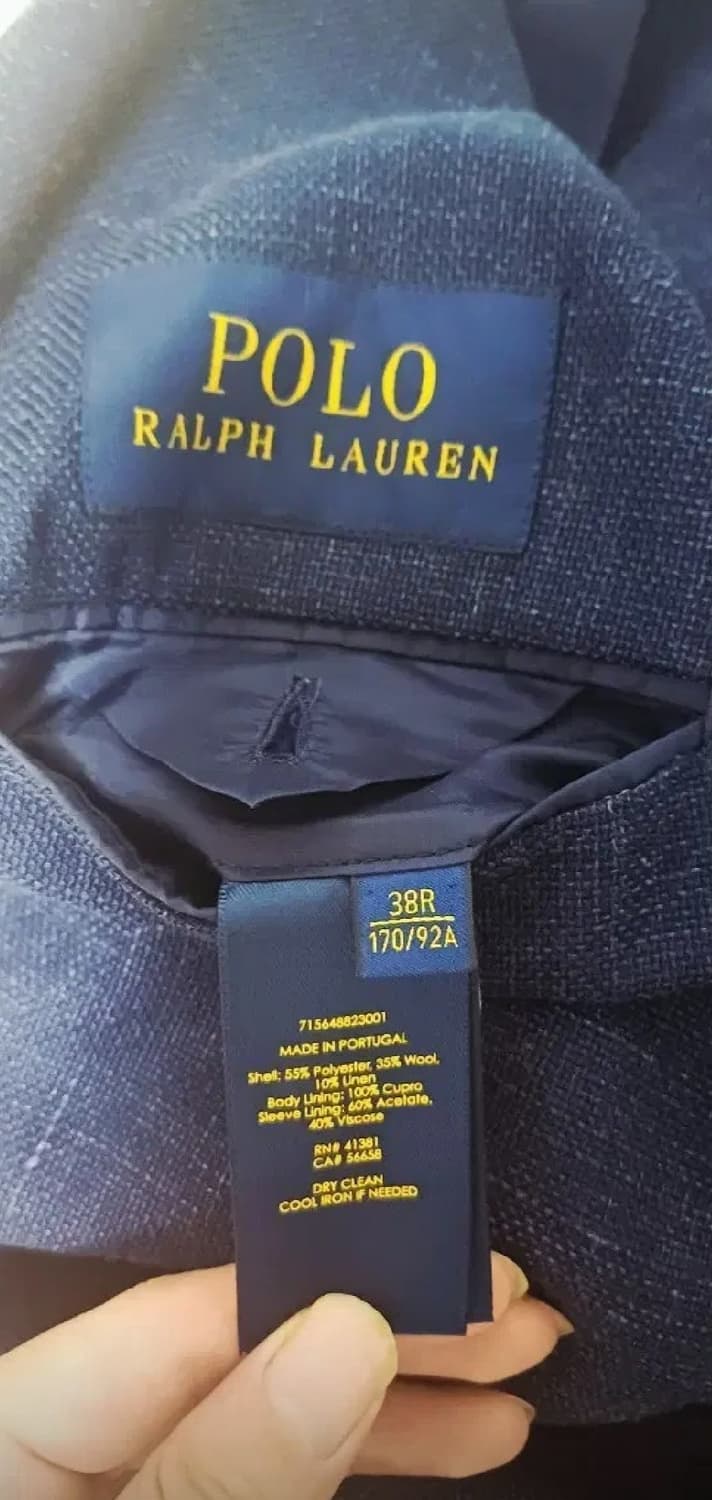 POLO
RALPH LAUREN
38R
170/92A
715648823001
MADE IN PORTUGAL
Shell: 55% Polyester, 35% Wool,
10% Linen
Body Lining: 100% Cupro
Sleeve Lining: 60% Acetate,
40% Viscose
RN# 41381
CA# 56658
DRY CLEAN
COOL IRON IF NEEDED